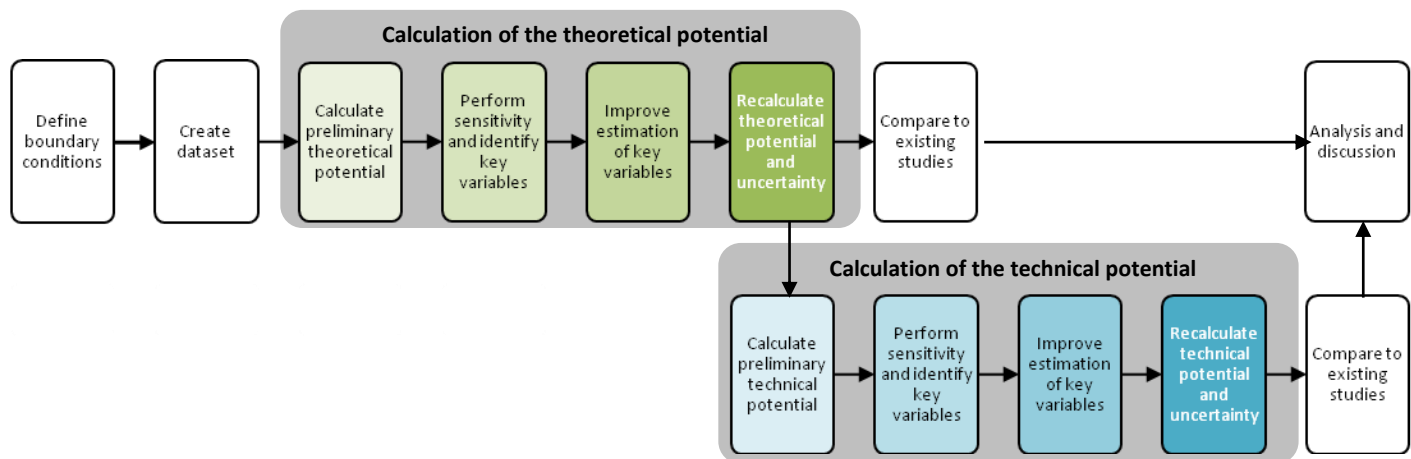 Calculation of the theoretical potential
Define
boundary
conditions
Create
dataset
Calculate
preliminary
theoretical
potential
Perform
sensitivity
and identify
key
variables
Improve
estimation
of key
variables
Recalculate
theoretical
potential
and
uncertainty
Compare to
existing
studies
Analysis and
discussion
Calculation of the technical potential
Calculate
preliminary
technical
potential
Perform
sensitivity
and identify
key
variables
Improve
estimation
of key
variables
Recalculate
technical
potential
and
uncertainty
Compare to
existing
studies